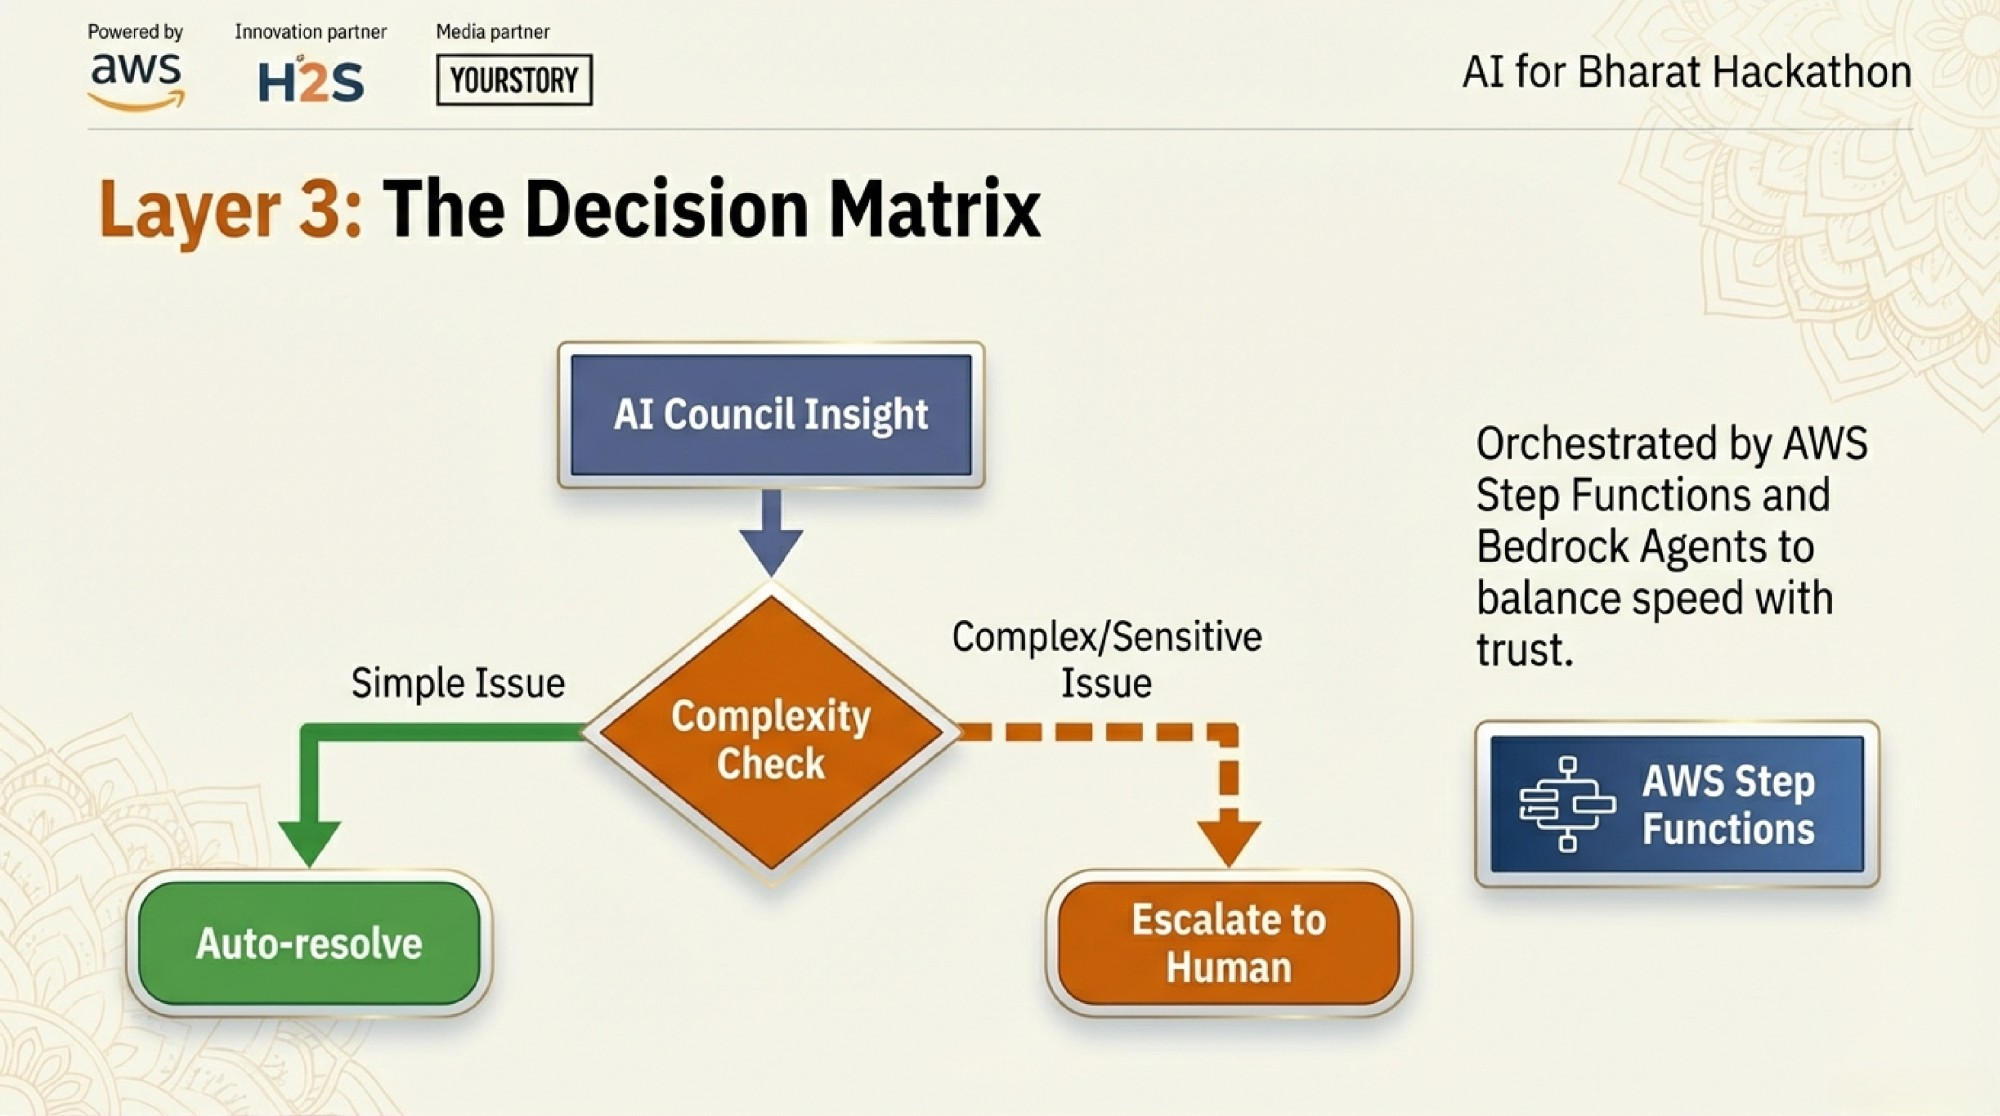 Powered by
aws
Innovation partner
H2S
Media partner
YOURSTORY
AI for Bharat Hackathon
Layer 3: The Decision Matrix
AI Council Insight
Simple Issue
Complexity
Check
Complex/Sensitive
Issue
Auto-resolve
Escalate to
Human
Orchestrated by AWS
Step Functions and
Bedrock Agents to
balance speed with
trust.
AWS Step
Functions